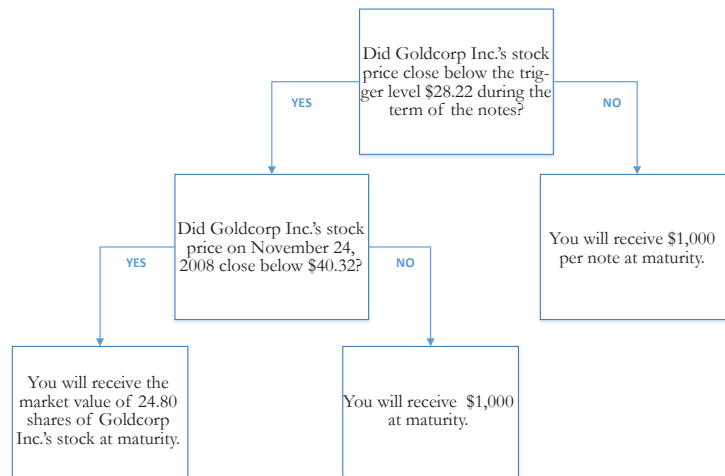 Did Goldcorp Inc.'s stock
price close below the trig-
ger level $28.22 during the
term of the notes?
YES
NO
Did Goldcorp Inc.'s stock
price on November 24,
2008 close below $40.32?
You will receive $1,000
per note at maturity.
YES
NO
You will receive the
market value of 24.80
shares of Goldcorp
Inc.'s stock at maturity.
You will receive $1,000
at maturity.